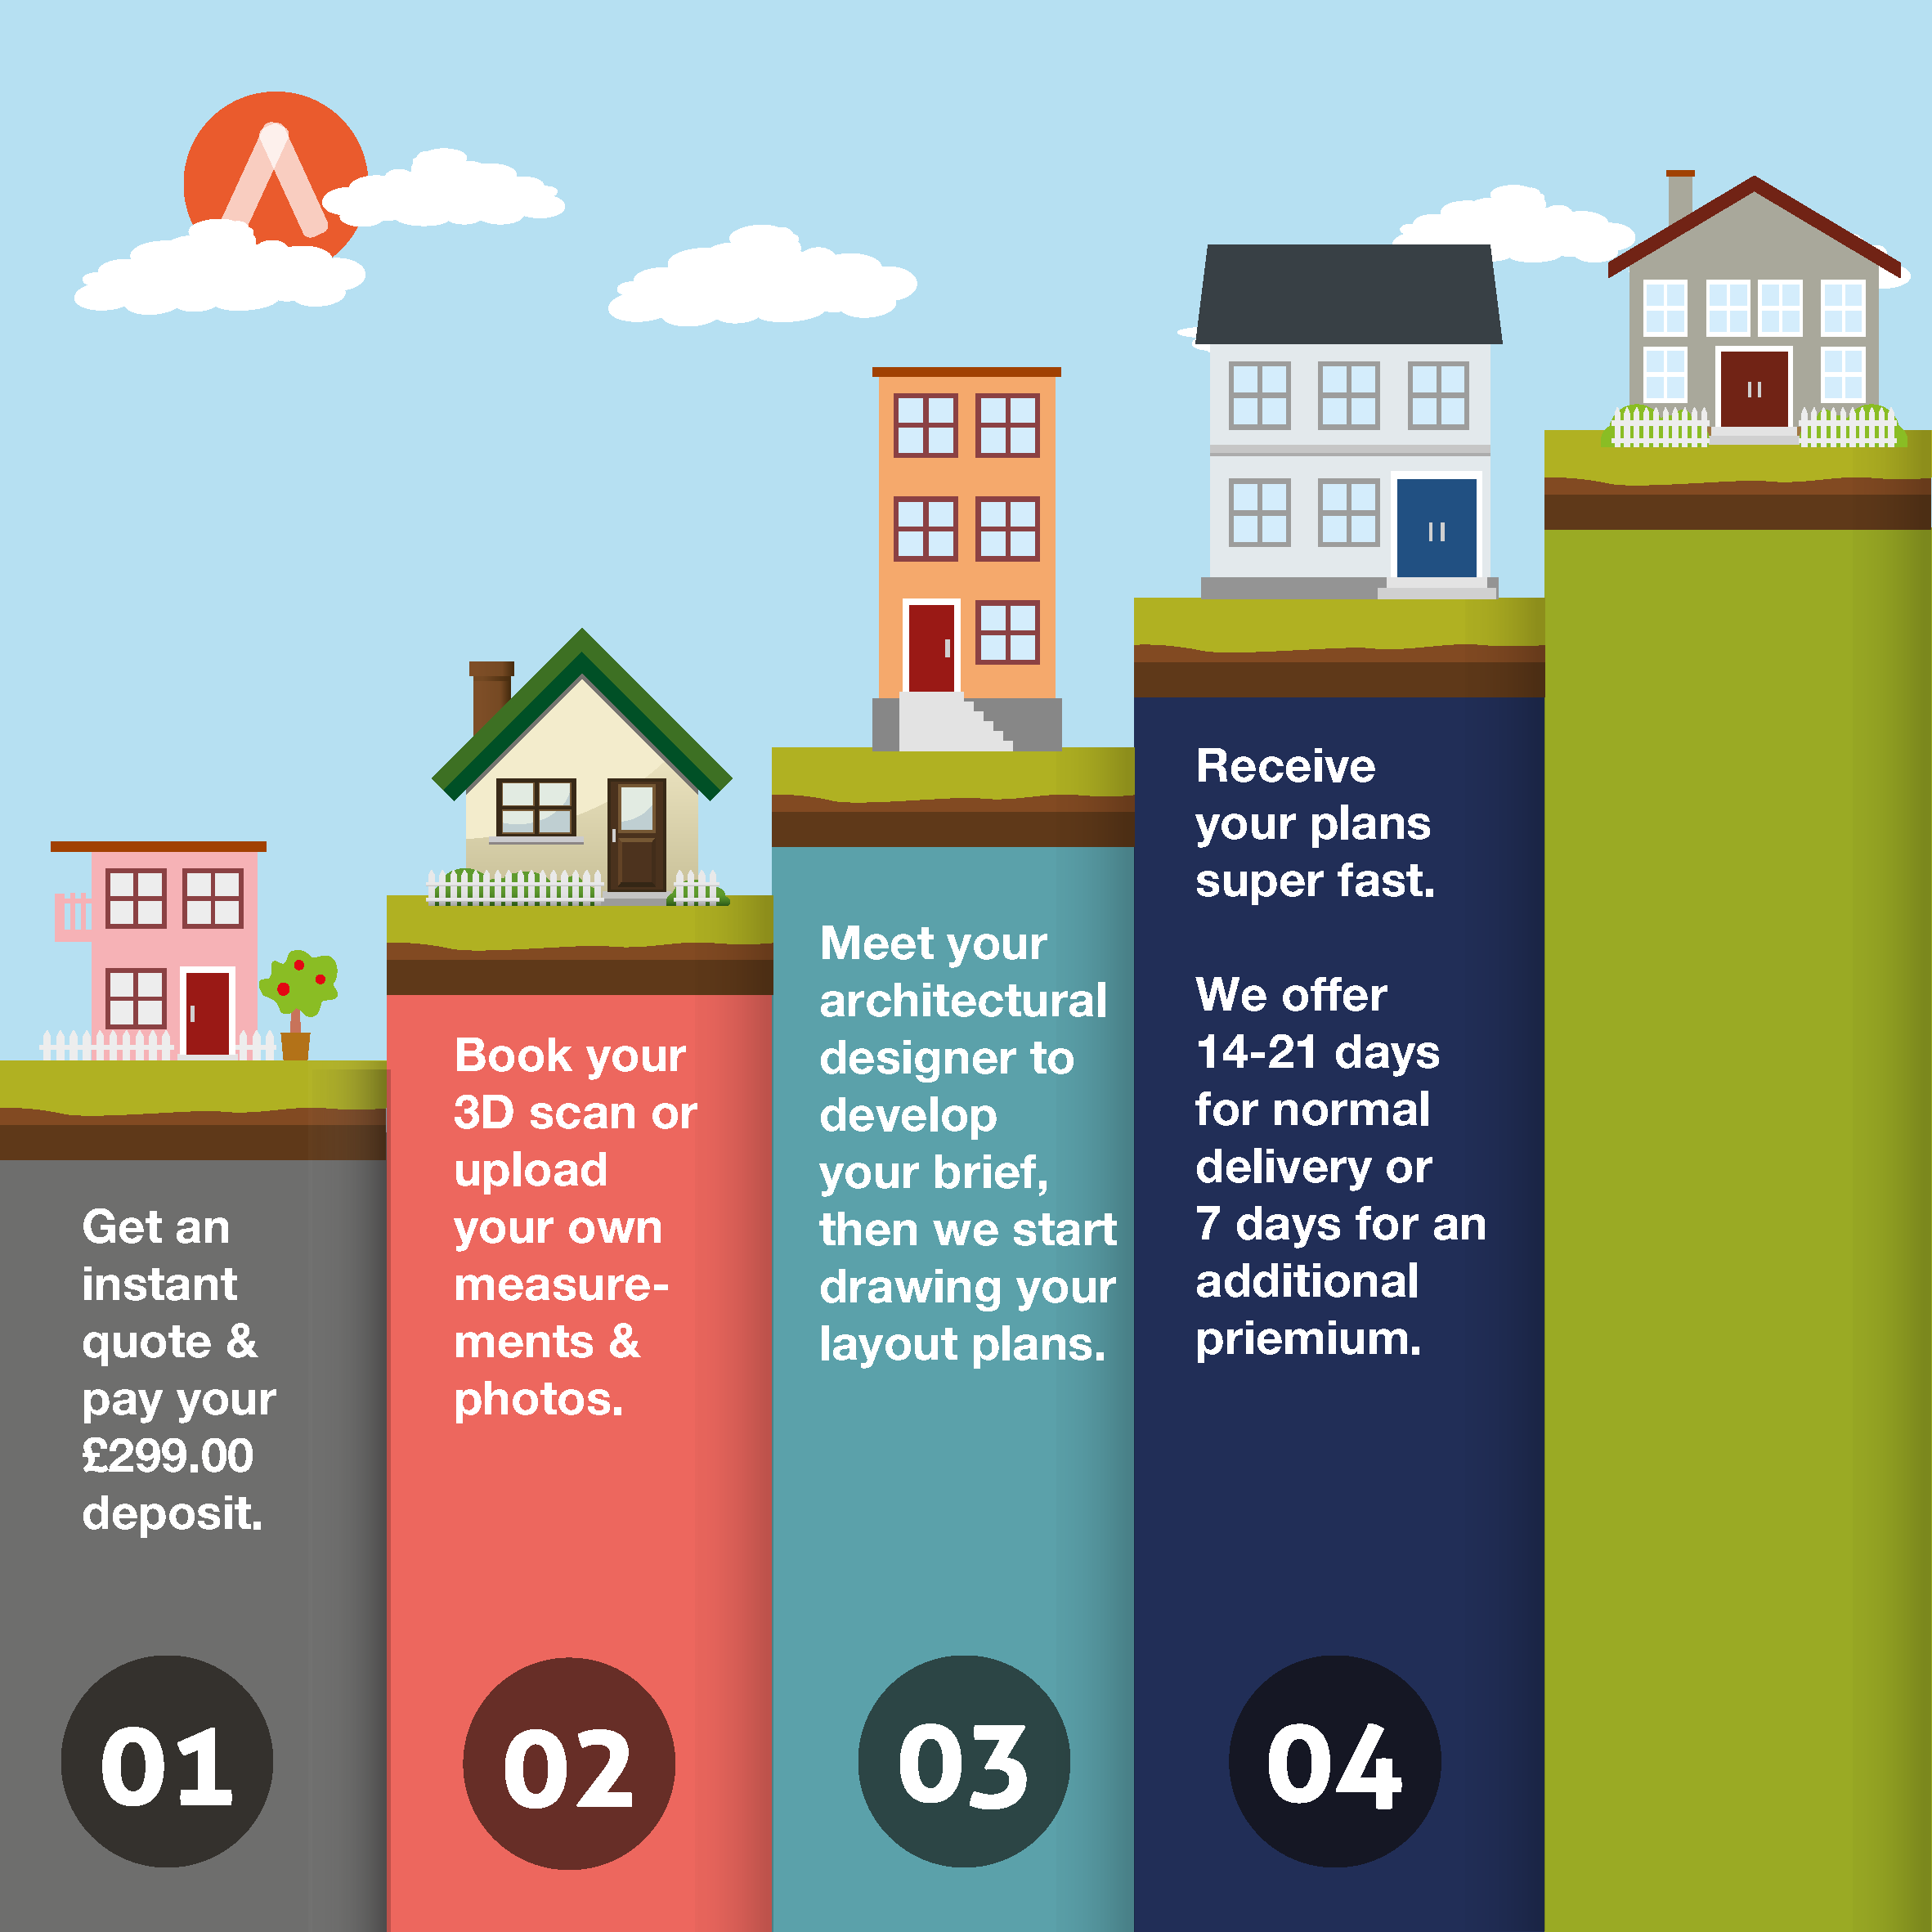 Get an
instant
quote &
pay your
£299.00
deposit.
01
Book your
3D scan or
upload
your own
measure-
ments &
photos.
02
Meet your
architectural
designer to
develop
your brief,
then we start
drawing your
layout plans.
03
Receive
your plans
super fast.
We offer
14-21 days
for normal
delivery or
7 days for an
additional
priemium.
04